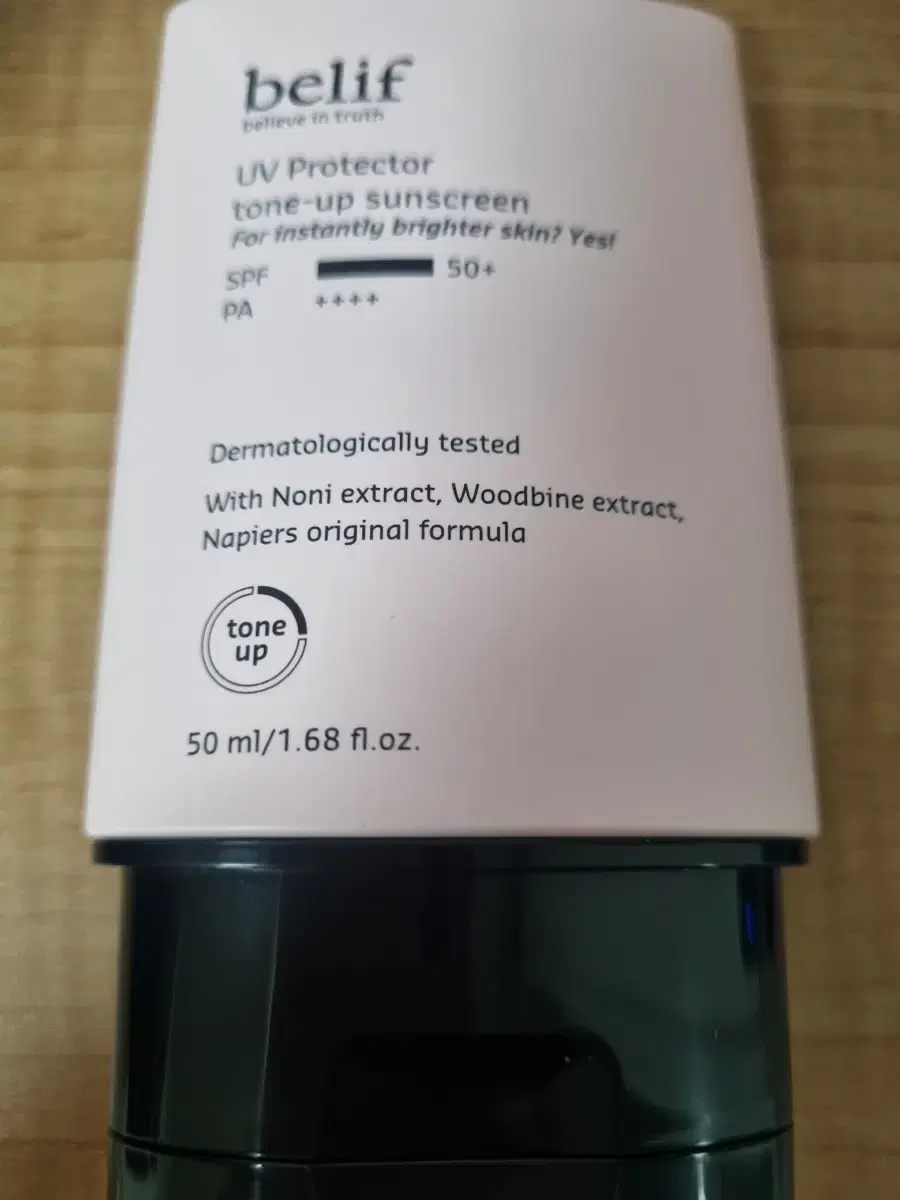 belif
believe in truth
UV Protector
tone-up sunscreen
For instantly brighter skin? Yes!
SPF 50+
PA ++++
Dermatologically tested
With Noni extract, Woodbine extract,
Napiers original formula
tone
up
50 ml/1.68 fl.oz.